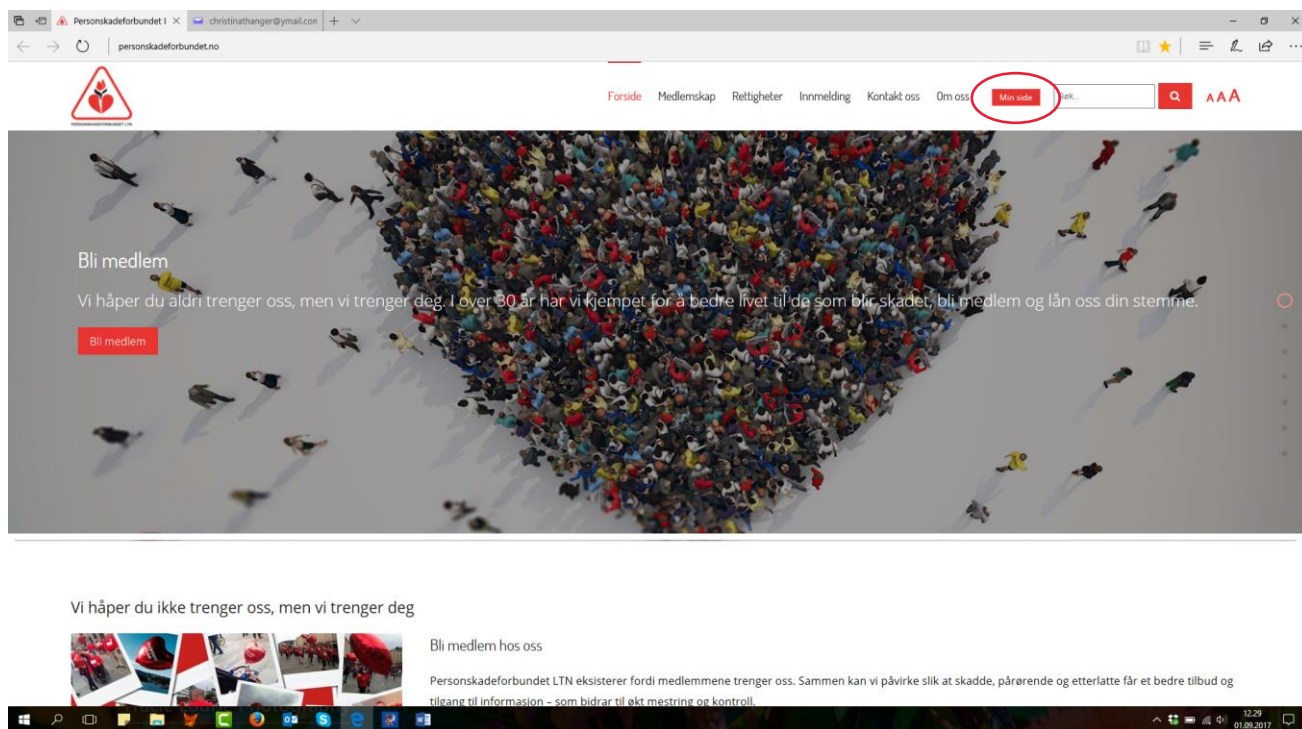 Personskadeforbundet l
christinathanger@ymail.con
personskadeforbundet.no
PERSONSKADEFORBUNDET LTN
Forside Medlemskap Rettigheter Innmelding Kontakt oss Om oss Min side Søk... A A A
Bli medlem
Vi håper du aldri trenger oss, men vi trenger deg. I over 30 år har vi kjempet for å bedre livet til de som blir skadet, bli medlem og lån oss din stemme.
Bli medlem
Vi håper du ikke trenger oss, men vi trenger deg
Bli medlem hos oss
Personskadeforbundet LTN eksisterer fordi medlemmene trenger oss. Sammen kan vi påvirke slik at skadde, pårørende og etterlatte får et bedre tilbud og
tilgang til informasjon – som bidrar til økt mestring og kontroll.
12.29
01.09.2017